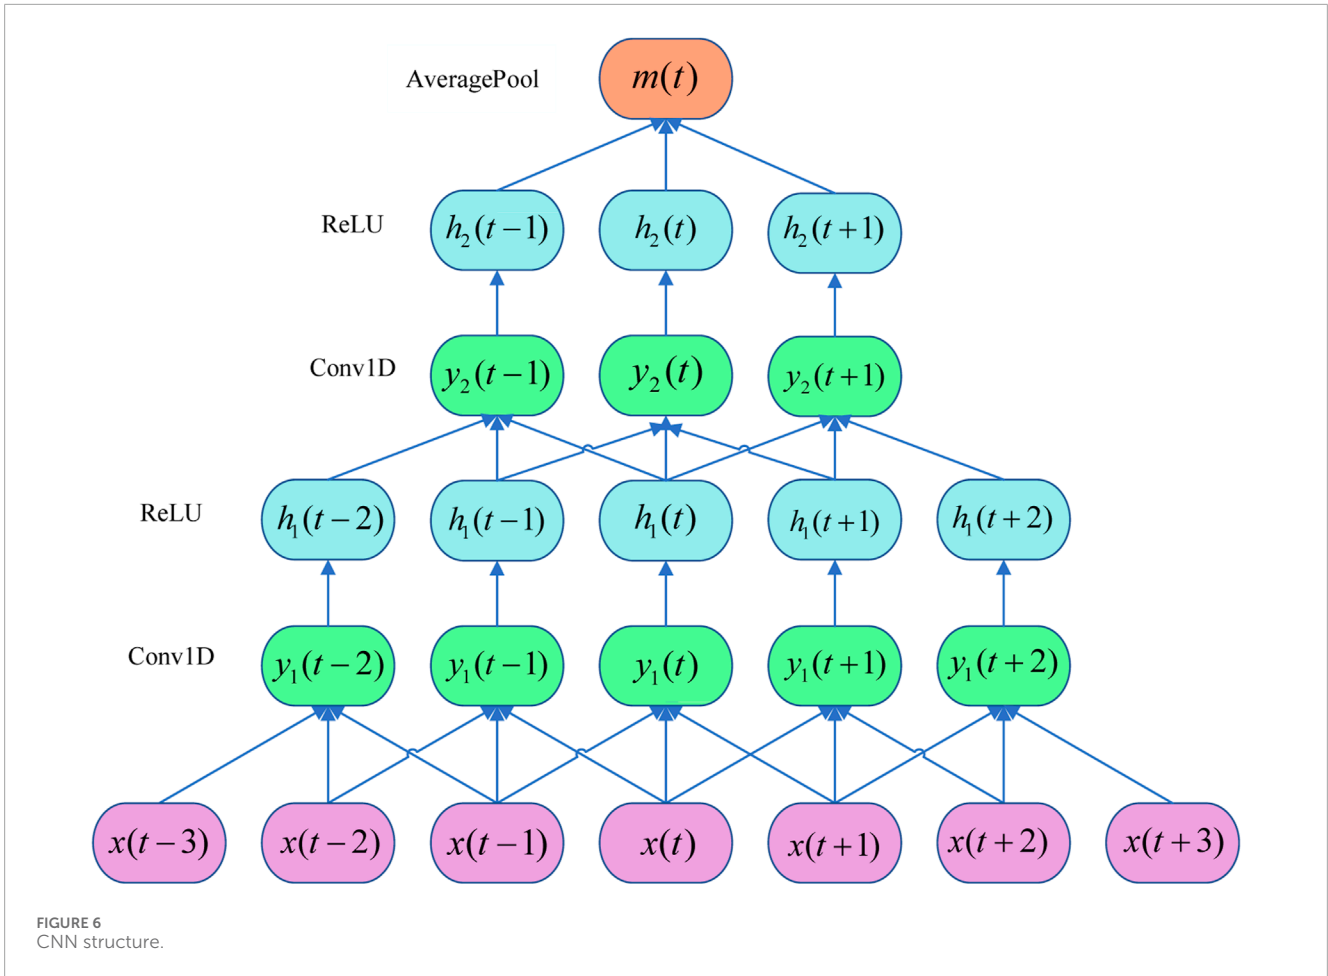 AveragePool m(t)
ReLU h₂(t−1) h₂(t) h₂(t+1)
Conv1D y₂(t−1) y₂(t) y₂(t+1)
ReLU h₁(t−2) h₁(t−1) h₁(t) h₁(t+1) h₁(t+2)
Conv1D y₁(t−2) y₁(t−1) y₁(t) y₁(t+1) y₁(t+2)
x(t−3) x(t−2) x(t−1) x(t) x(t+1) x(t+2) x(t+3)
FIGURE 6
CNN structure.